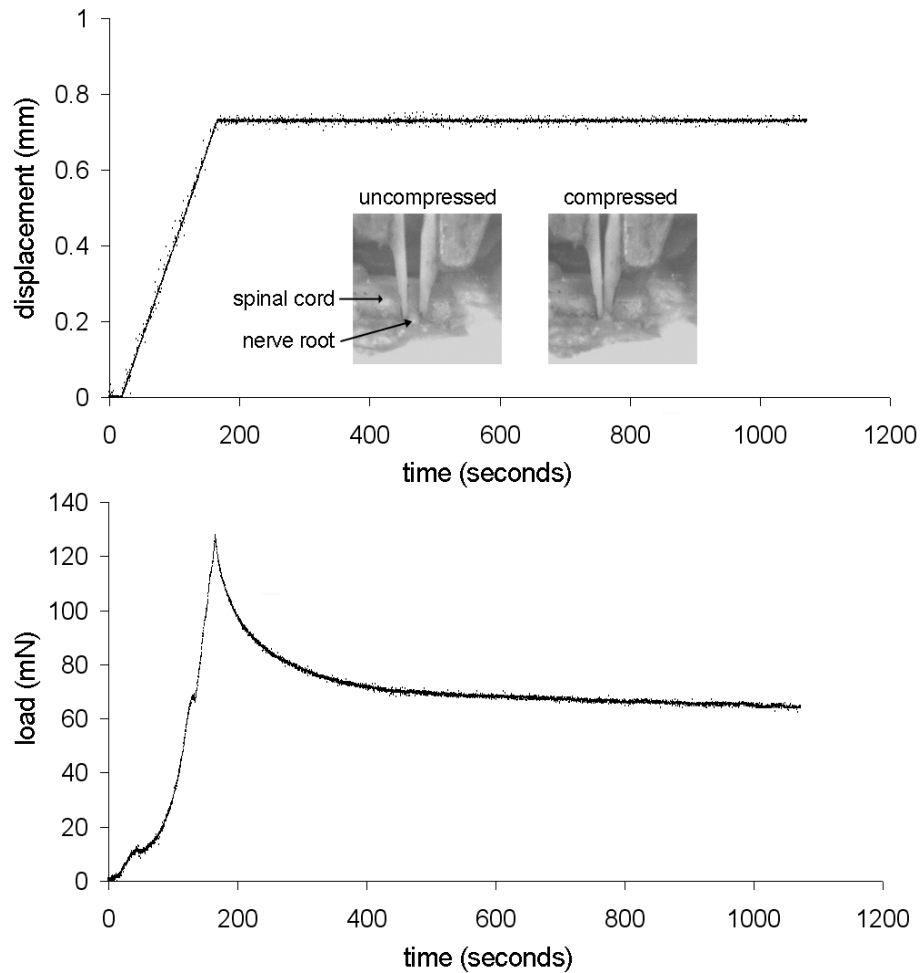 1
0.8
0.6
0.4
0.2
0
displacement (mm)
uncompressed
compressed
spinal cord
nerve root
0 200 400 600 800 1000 1200
time (seconds)
140
120
100
80
60
40
20
0
load (mN)
0 200 400 600 800 1000 1200
time (seconds)